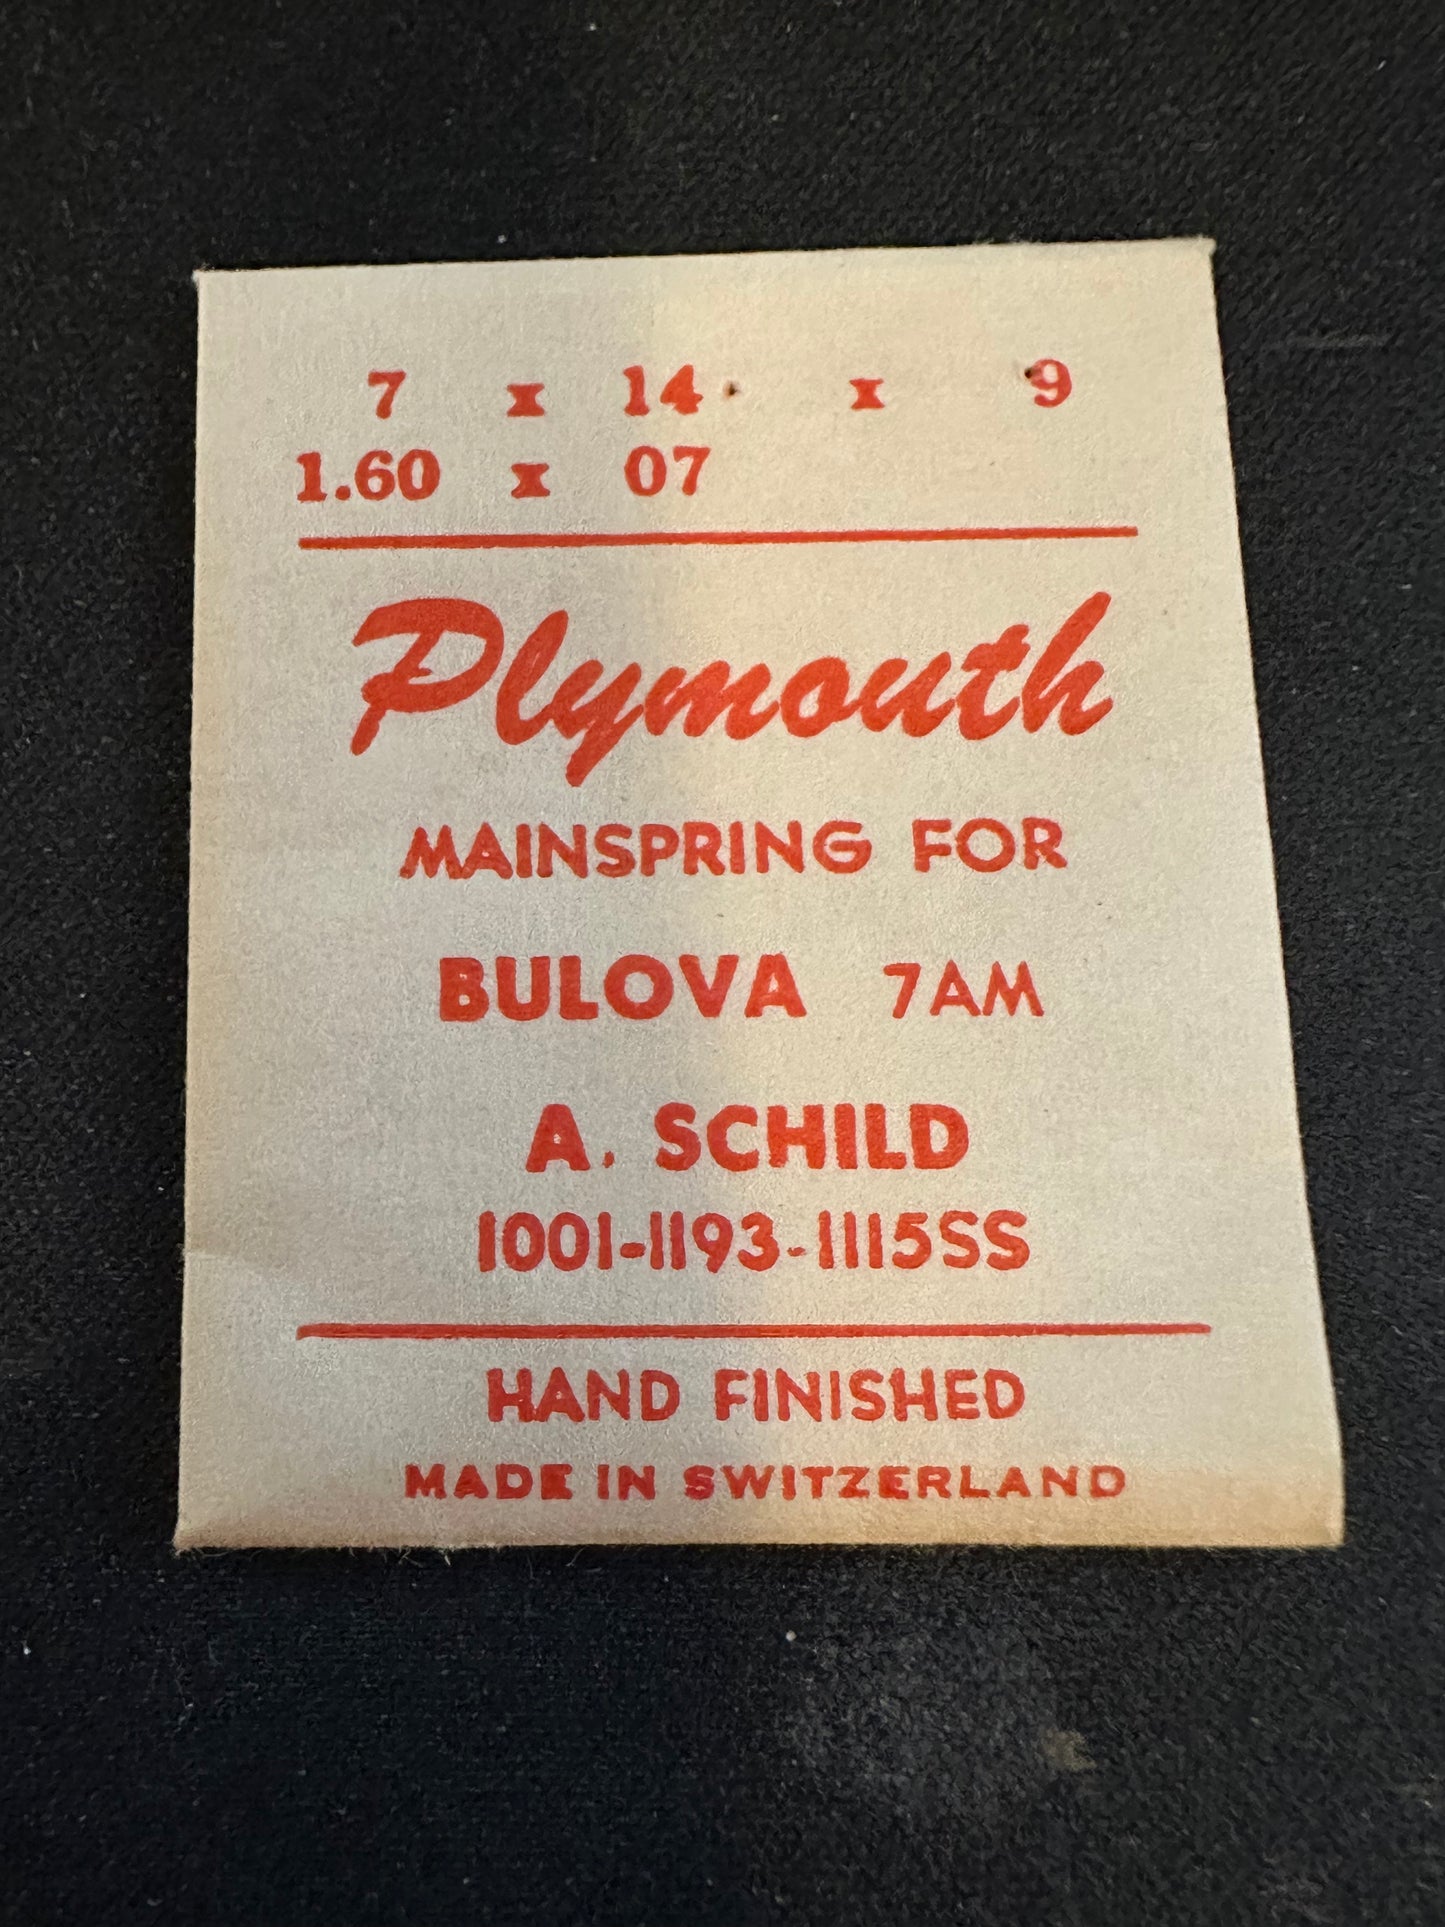 7 x 14 x 9
1.60 x 07
Plymouth
MAINSPRING FOR
BULOVA 7AM
A. SCHILD
1001-1193-1115SS
HAND FINISHED
MADE IN SWITZERLAND